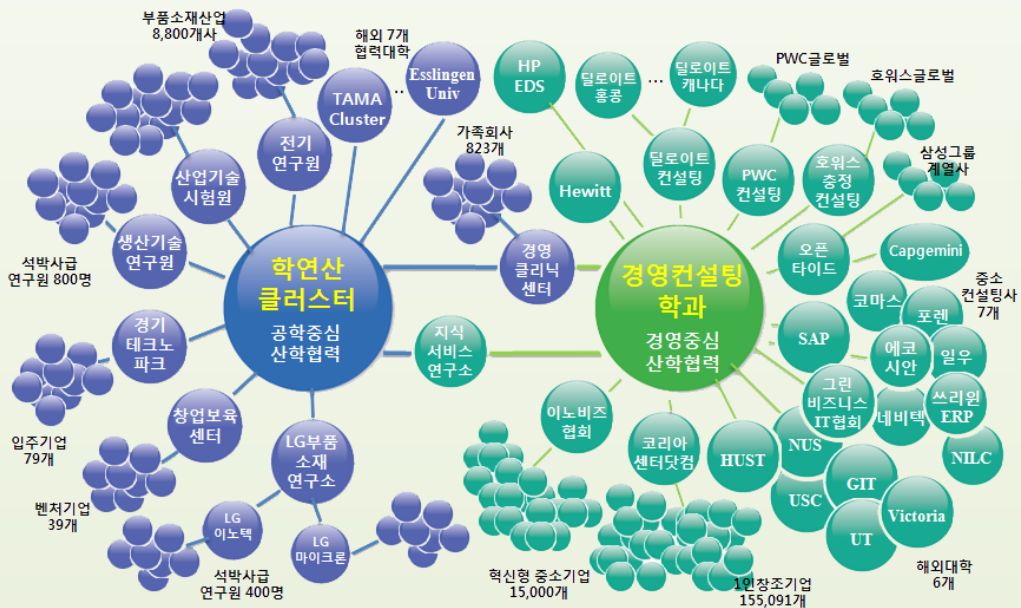 부품소재산업
8,800개사
해외 7개
협력대학
Esslingen
Univ
TAMA
Cluster
전기
연구원
산업기술
시험원
생산기술
연구원
석박사급
연구원 800명
가족회사
823개
경영
클리닉
센터
학연산
클러스터
공학중심
산학협력
경기
테크노
파크
입주기업
79개
창업보육
센터
벤처기업
39개
LG부품
소재
연구소
LG
이노텍
LG
마이크론
석박사급
연구원 400명
지식
서비스
연구소
HP
EDS
딜로이트
홍콩
...
딜로이트
캐나다
PWC글로벌
호워스글로벌
Hewitt
딜로이트
컨설팅
PWC
컨설팅
호워스
충정
컨설팅
삼성그룹
계열사
경영컨설팅
학과
경영중심
산학협력
오픈
타이드
Capgemini
중소
컨설팅사
7개
코마스
포렌
SAP
에코
시안
일우
그린
비즈니스
IT협회
네비텍
쓰리윈
ERP
NILC
이노비즈
협회
코리아
센터닷컴
HUST
NUS
USC
GIT
UT
Victoria
해외대학
6개
혁신형 중소기업
15,000개
1인창조기업
155,091개